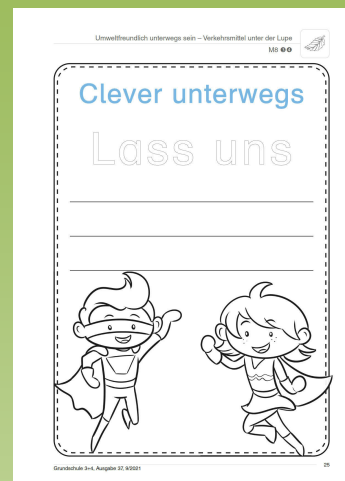 Umweltfreundlich unterwegs sein – Verkehrsmittel unter der Lupe
M8 ❸❹
Clever unterwegs
Lass uns
Grundschule 3+4, Ausgabe 37, 9/2021
25